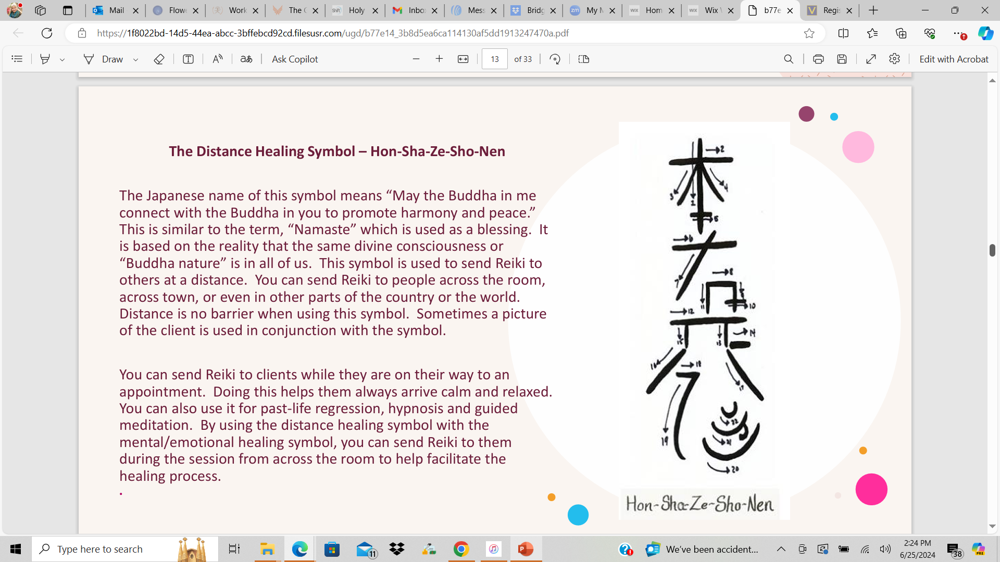 Mail
Flow
Work
The C
Shift
Holy
Inbo
Mess
Bridg
zm
My M
WIX
Hom
WIX
Wix
b77e
Regis
https://1f8022bd-14d5-44ea-abcc-3bffebcd92cd.filesusr.com/ugd/b77e14_3b8d5ea6ca114130af5dd1913247470a.pdf
Draw
T
A
aあ
Ask Copilot
13
of 33
Edit with Acrobat
The Distance Healing Symbol – Hon-Sha-Ze-Sho-Nen
The Japanese name of this symbol means “May the Buddha in me
connect with the Buddha in you to promote harmony and peace.”
This is similar to the term, “Namaste” which is used as a blessing.  It
is based on the reality that the same divine consciousness or
“Buddha nature” is in all of us.  This symbol is used to send Reiki to
others at a distance.  You can send Reiki to people across the room,
across town, or even in other parts of the country or the world.
Distance is no barrier when using this symbol.  Sometimes a picture
of the client is used in conjunction with the symbol.
You can send Reiki to clients while they are on their way to an
appointment.  Doing this helps them always arrive calm and relaxed.
You can also use it for past-life regression, hypnosis and guided
meditation.  By using the distance healing symbol with the
mental/emotional healing symbol, you can send Reiki to them
during the session from across the room to help facilitate the
healing process.
.
2
3
1
4
5
6
7
8
9
10
11
12
13
14
15
16
17
18
19
22
21
20
Hon-Sha-Ze-Sho-Nen
Type here to search
11
We've been accident...
2:24 PM
6/25/2024
38
PRE